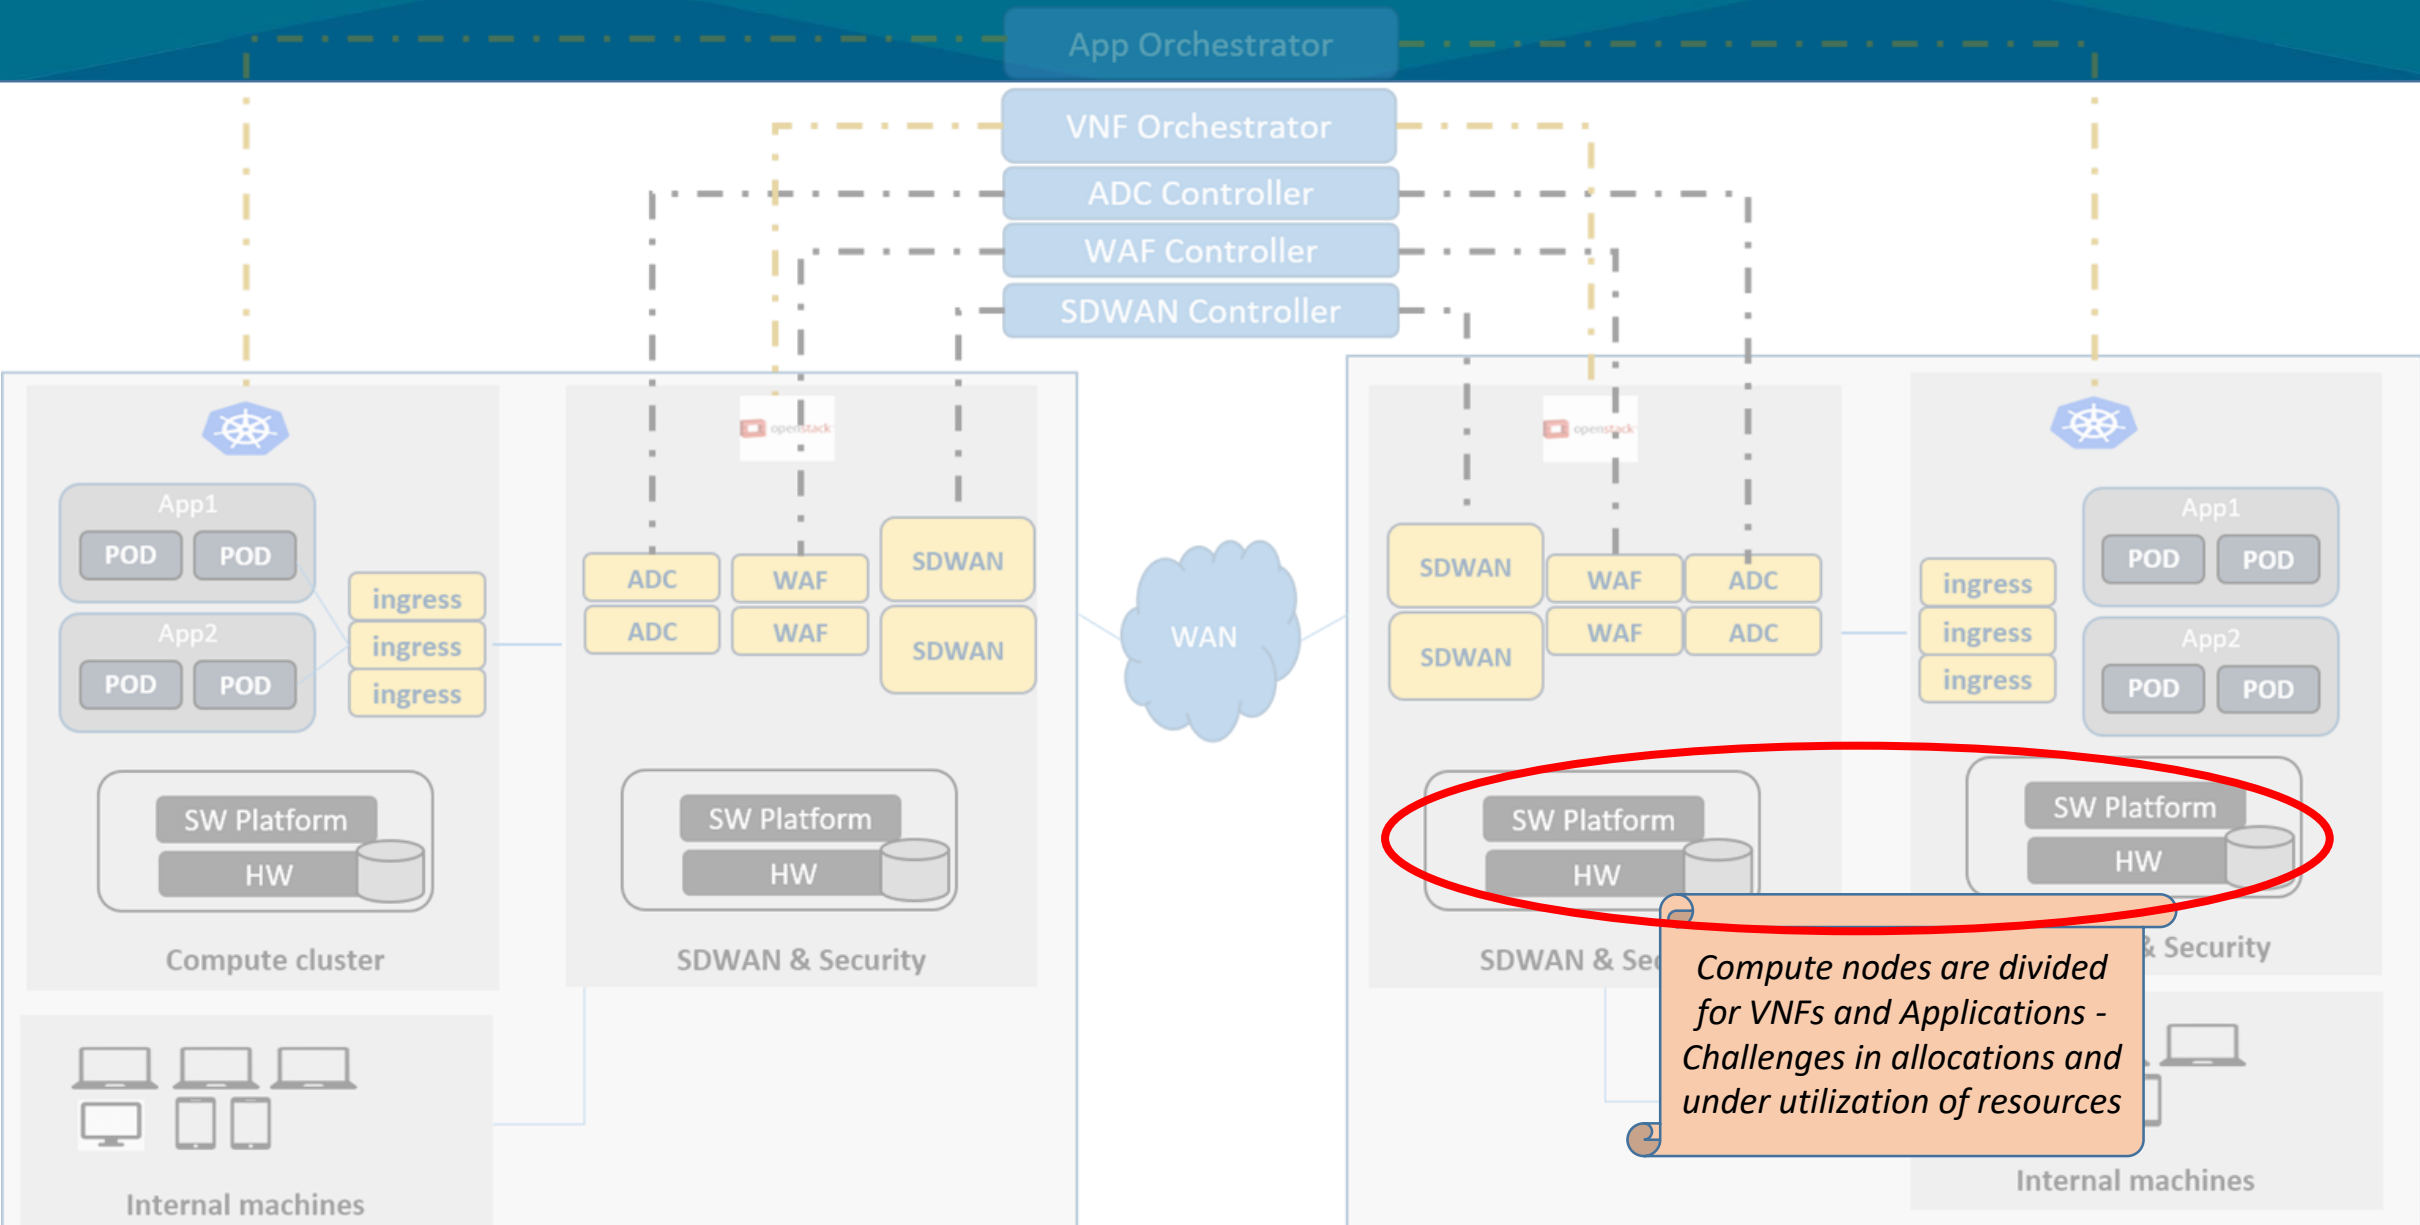 App Orchestrator
VNF Orchestrator
ADC Controller
WAF Controller
SDWAN Controller
openstack
App1
POD POD
App2
POD POD
ingress
ingress
ingress
ADC
ADC
WAF
WAF
SDWAN
SDWAN
SW Platform
HW
Compute cluster
SW Platform
HW
SDWAN & Security
Internal machines
WAN
openstack
SDWAN
SDWAN
WAF
WAF
ADC
ADC
ingress
ingress
ingress
App1
POD POD
App2
POD POD
SW Platform
HW
SDWAN & Sec
SW Platform
HW
& Security
Compute nodes are divided
for VNFs and Applications -
Challenges in allocations and
under utilization of resources
Internal machines